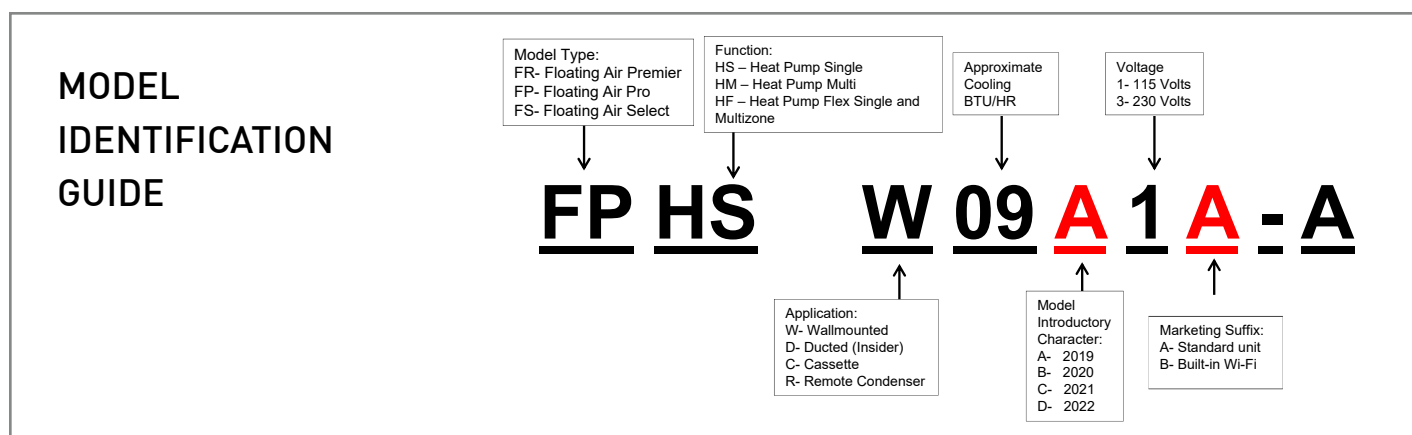 MODEL
IDENTIFICATION
GUIDE
Model Type:
FR- Floating Air Premier
FP- Floating Air Pro
FS- Floating Air Select
Function:
HS – Heat Pump Single
HM – Heat Pump Multi
HF – Heat Pump Flex Single and
Multizone
Approximate
Cooling
BTU/HR
Voltage
1- 115 Volts
3- 230 Volts
FP HS W 09 A 1 A - A
Application:
W- Wallmounted
D- Ducted (Insider)
C- Cassette
R- Remote Condenser
Model
Introductory
Character:
A- 2019
B- 2020
C- 2021
D- 2022
Marketing Suffix:
A- Standard unit
B- Built-in Wi-Fi